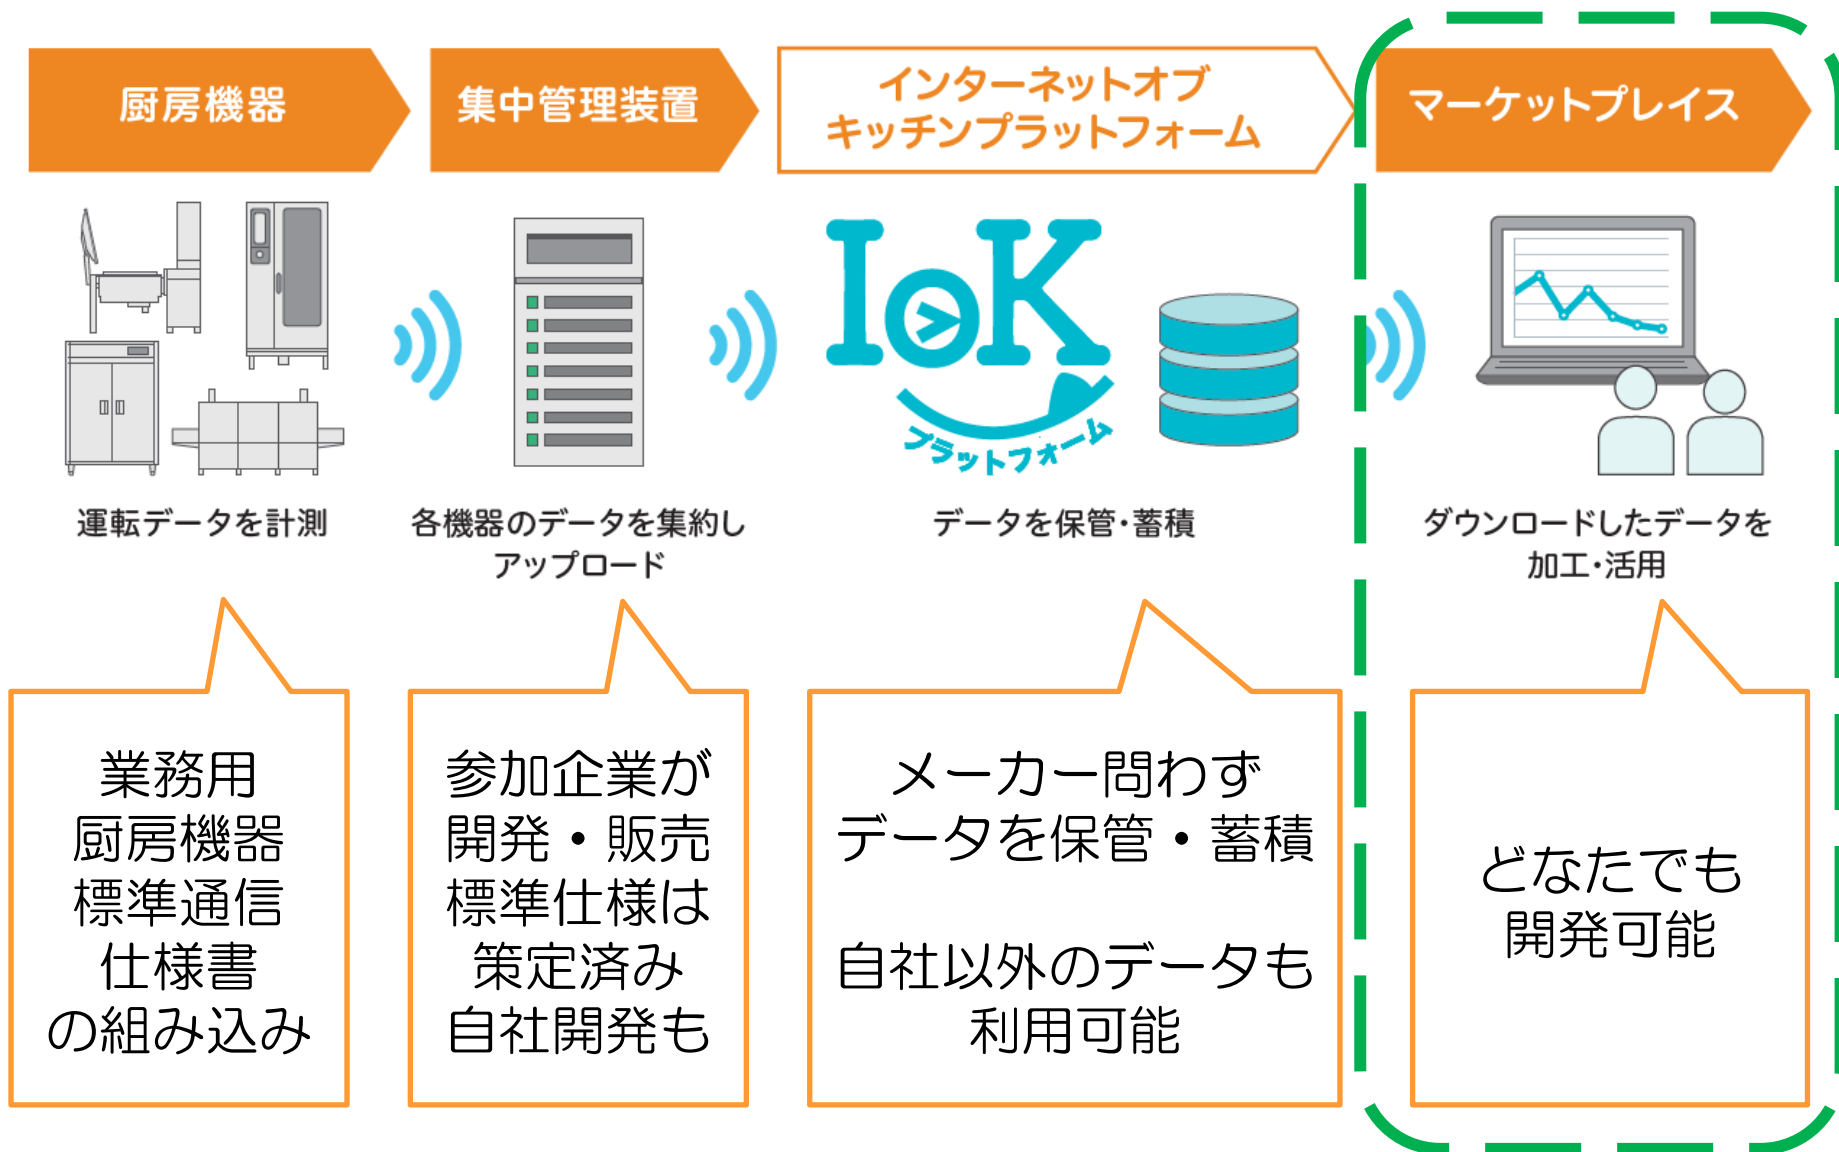 厨房機器
集中管理装置
インターネットオブ
キッチンプラットフォーム
マーケットプレイス
IoK
プラットフォーム
運転データを計測
各機器のデータを集約し
アップロード
データを保管・蓄積
ダウンロードしたデータを
加工・活用
業務用
厨房機器
標準通信
仕様書
の組み込み
参加企業が
開発・販売
標準仕様は
策定済み
自社開発も
メーカー問わず
データを保管・蓄積
自社以外のデータも
利用可能
どなたでも
開発可能